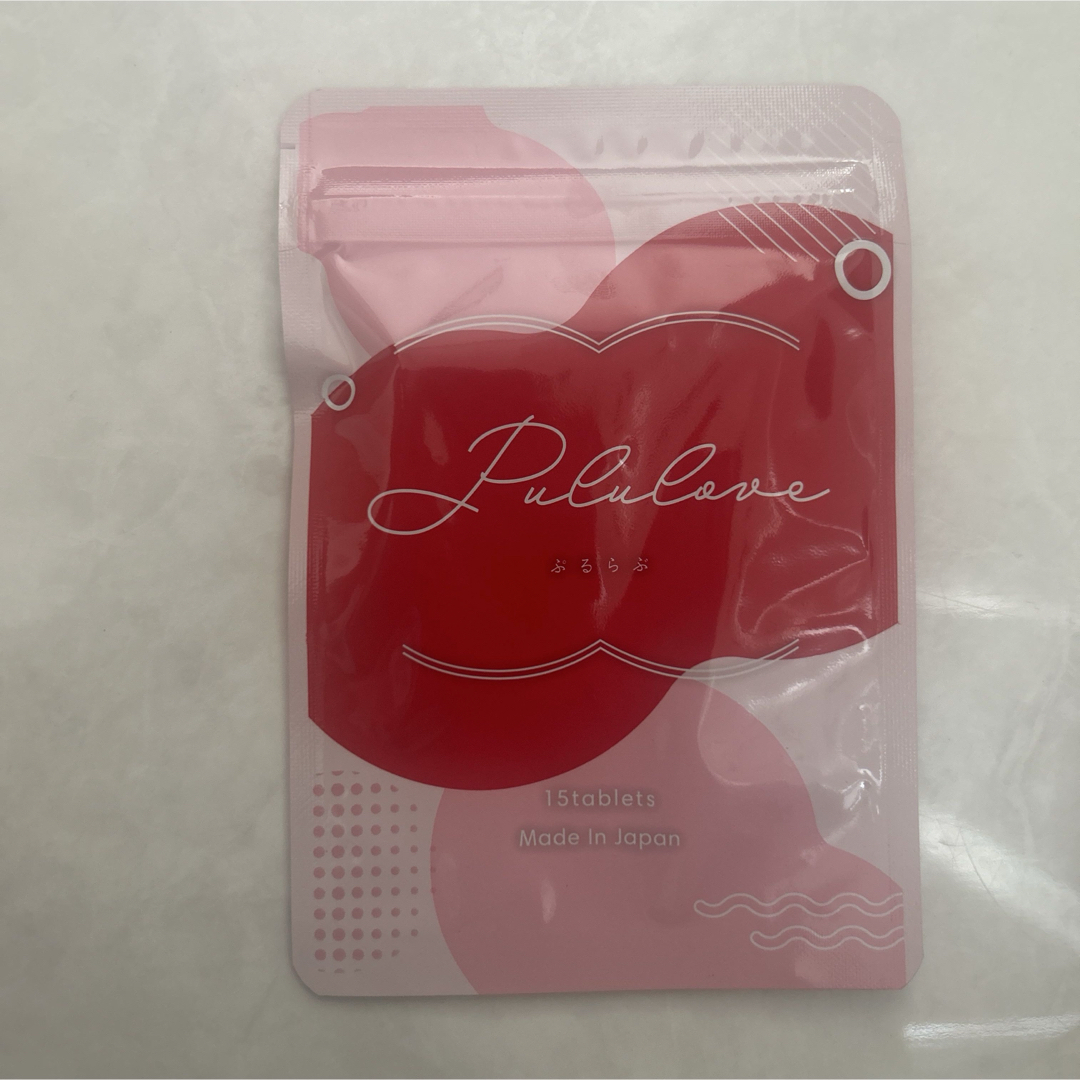 Pululove
ぷるらぶ
15tablets
Made In Japan